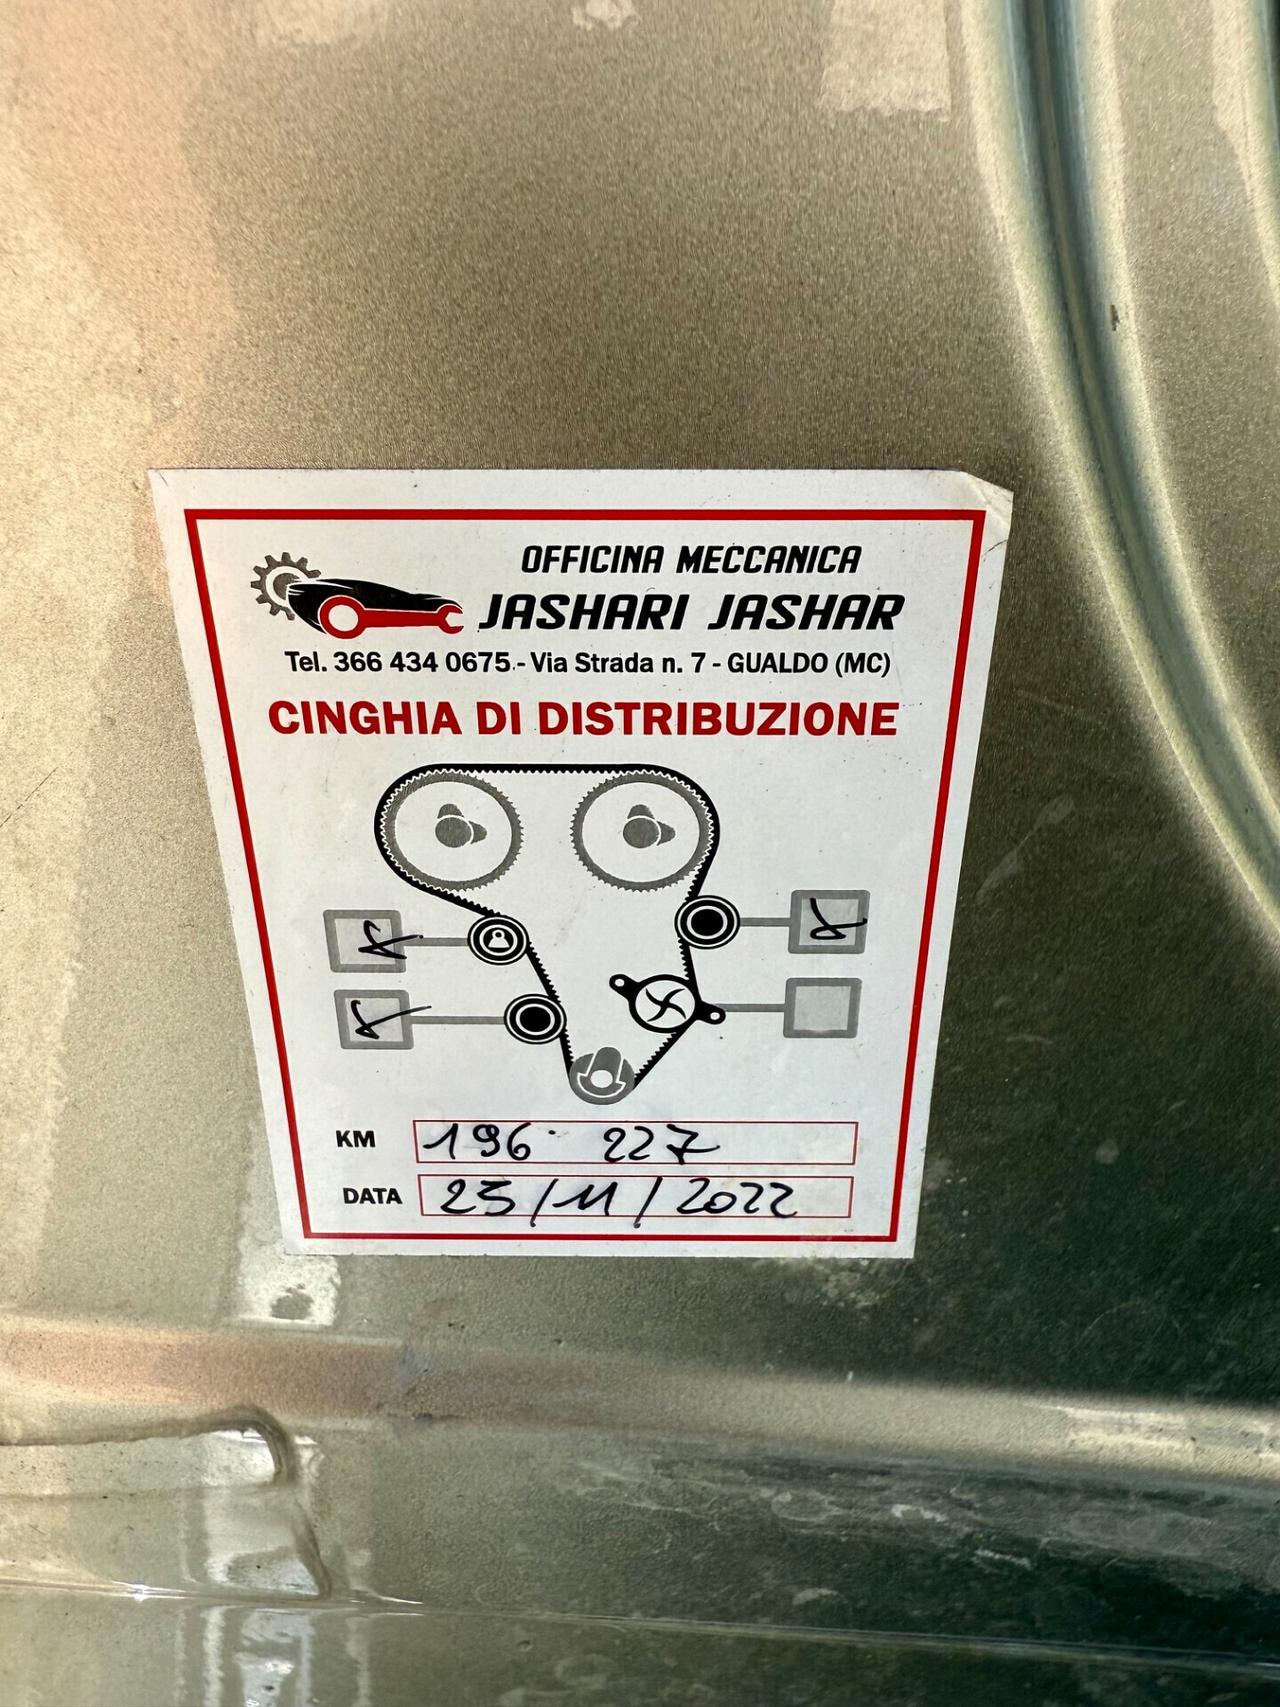 OFFICINA MECCANICA
JASHARI JASHAR
Tel. 366 434 0675 - Via Strada n. 7 - GUALDO (MC)
CINGHIA DI DISTRIBUZIONE
KM 196 227
DATA 25/11/2022